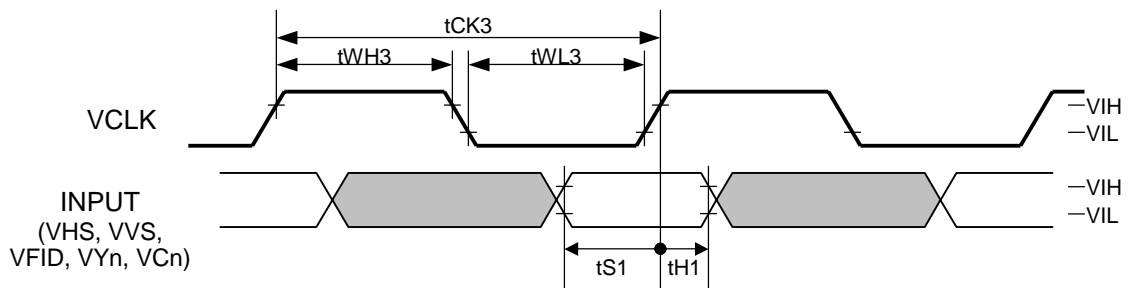 tCK3
tWH3
tWL3
VCLK
VIH
VIL
INPUT
(VHS, VVS,
VFID, VYn, VCn)
VIH
VIL
tS1
tH1